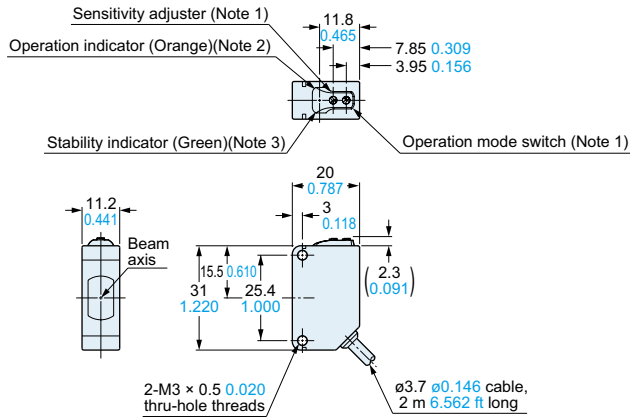 Sensitivity adjuster (Note 1)
11.8
0.465
Operation indicator (Orange)(Note 2)
7.85 0.309
3.95 0.156
Stability indicator (Green)(Note 3)
Operation mode switch (Note 1)
20
0.787
11.2
0.441
3
0.118
Beam
axis
15.5 0.610
31
1.220
25.4
1.000
(2.3
0.091)
2-M3 × 0.5 0.020
thru-hole threads
ø3.7 ø0.146 cable,
2 m 6.562 ft long